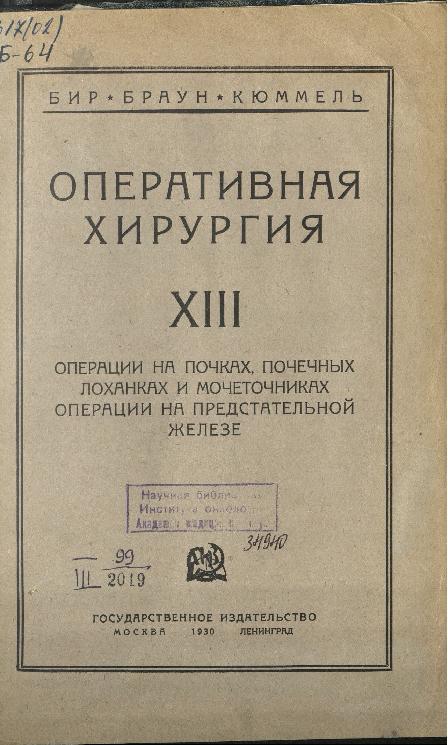 Б-64
БИР ★ БРАУН ★ КЮММЕЛЬ
ОПЕРАТИВНАЯ
ХИРУРГИЯ
XIII
ОПЕРАЦИИ НА ПОЧКАХ, ПОЧЕЧНЫХ
ЛОХАНКАХ И МОЧЕТОЧНИКАХ
ОПЕРАЦИИ НА ПРЕДСТАТЕЛЬНОЙ
ЖЕЛЕЗЕ
Научная
34940
99
III 2019
ГОСУДАРСТВЕННОЕ ИЗДАТЕЛЬСТВО
МОСКВА 1930 ЛЕНИНГРАД